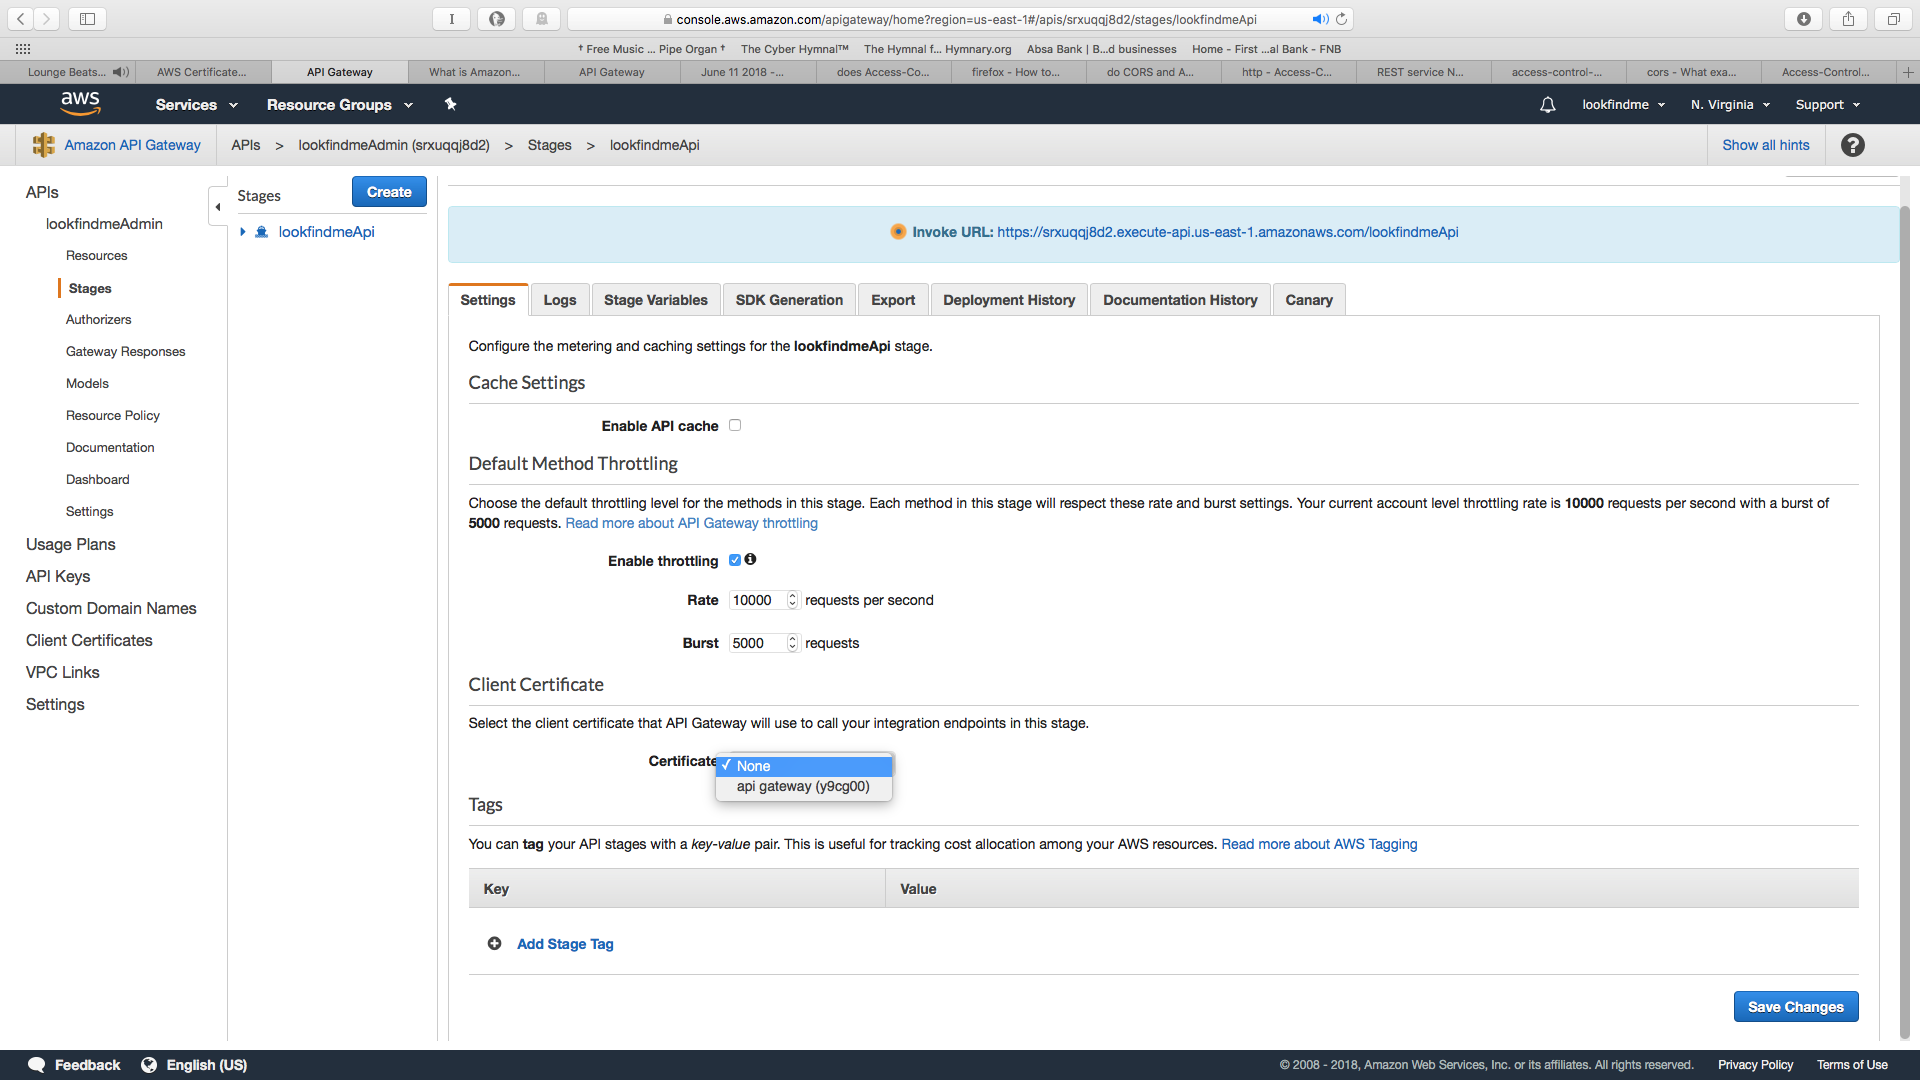 console.aws.amazon.com/apigateway/home?region=us-east-1#/apis/srxuqqj8d2/stages/lookfindmeApi
† Free Music ... Pipe Organ † The Cyber Hymnal™ The Hymnal f... Hymnary.org Absa Bank | B...d businesses Home - First ...al Bank - FNB
Lounge Beats... AWS Certificate... API Gateway What is Amazon... API Gateway June 11 2018 -... does Access-Co... firefox - How to... do CORS and A... http - Access-C... REST service N... access-control-... cors - What exa... Access-Control...
aws Services Resource Groups lookfindme N. Virginia Support
Amazon API Gateway APIs > lookfindmeAdmin (srxuqqj8d2) > Stages > lookfindmeApi Show all hints ?
APIs
lookfindmeAdmin
Resources
Stages
Authorizers
Gateway Responses
Models
Resource Policy
Documentation
Dashboard
Settings
Usage Plans
API Keys
Custom Domain Names
Client Certificates
VPC Links
Settings
Stages Create
lookfindmeApi
Invoke URL: https://srxuqqj8d2.execute-api.us-east-1.amazonaws.com/lookfindmeApi
Settings Logs Stage Variables SDK Generation Export Deployment History Documentation History Canary
Configure the metering and caching settings for the lookfindmeApi stage.
Cache Settings
Enable API cache
Default Method Throttling
Choose the default throttling level for the methods in this stage. Each method in this stage will respect these rate and burst settings. Your current account level throttling rate is 10000 requests per second with a burst of
5000 requests. Read more about API Gateway throttling
Enable throttling
Rate 10000 requests per second
Burst 5000 requests
Client Certificate
Select the client certificate that API Gateway will use to call your integration endpoints in this stage.
Certificate ✓ None
api gateway (y9cg00)
Tags
You can tag your API stages with a key-value pair. This is useful for tracking cost allocation among your AWS resources. Read more about AWS Tagging
Key Value
Add Stage Tag
Save Changes
Feedback English (US) © 2008 - 2018, Amazon Web Services, Inc. or its affiliates. All rights reserved. Privacy Policy Terms of Use